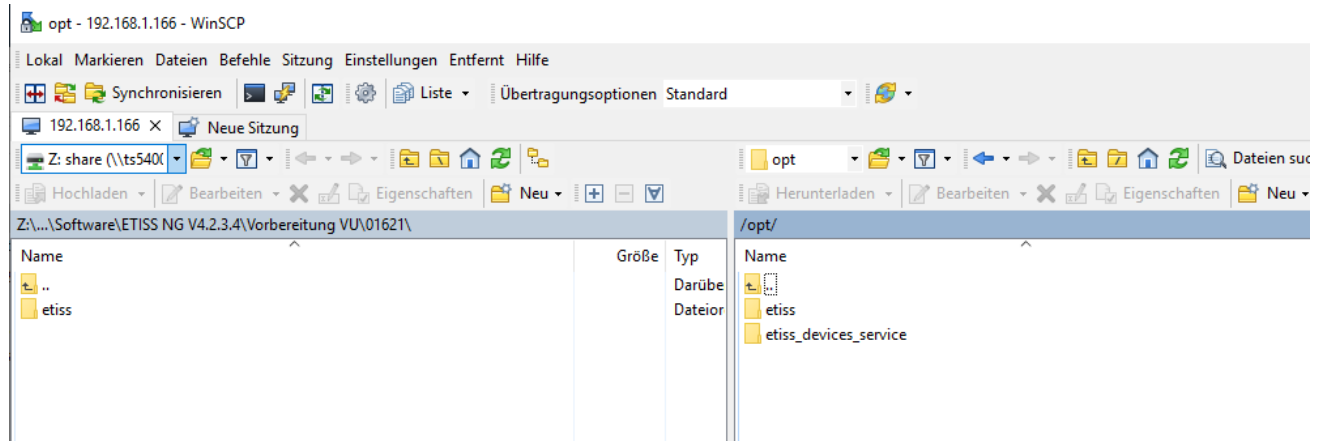 opt - 192.168.1.166 - WinSCP
Lokal Markieren Dateien Befehle Sitzung Einstellungen Entfernt Hilfe
Synchronisieren Liste Übertragungsoptionen Standard
192.168.1.166 Neue Sitzung
Z: share (\\ts540 opt Dateien suc
Hochladen Bearbeiten Eigenschaften Neu Herunterladen Bearbeiten Eigenschaften Neu
Z:\...\Software\ETISS NG V4.2.3.4\Vorbereitung VU\01621\ /opt/
Name Größe Typ Name
.. Darübe ..
etiss Dateior etiss
etiss_devices_service